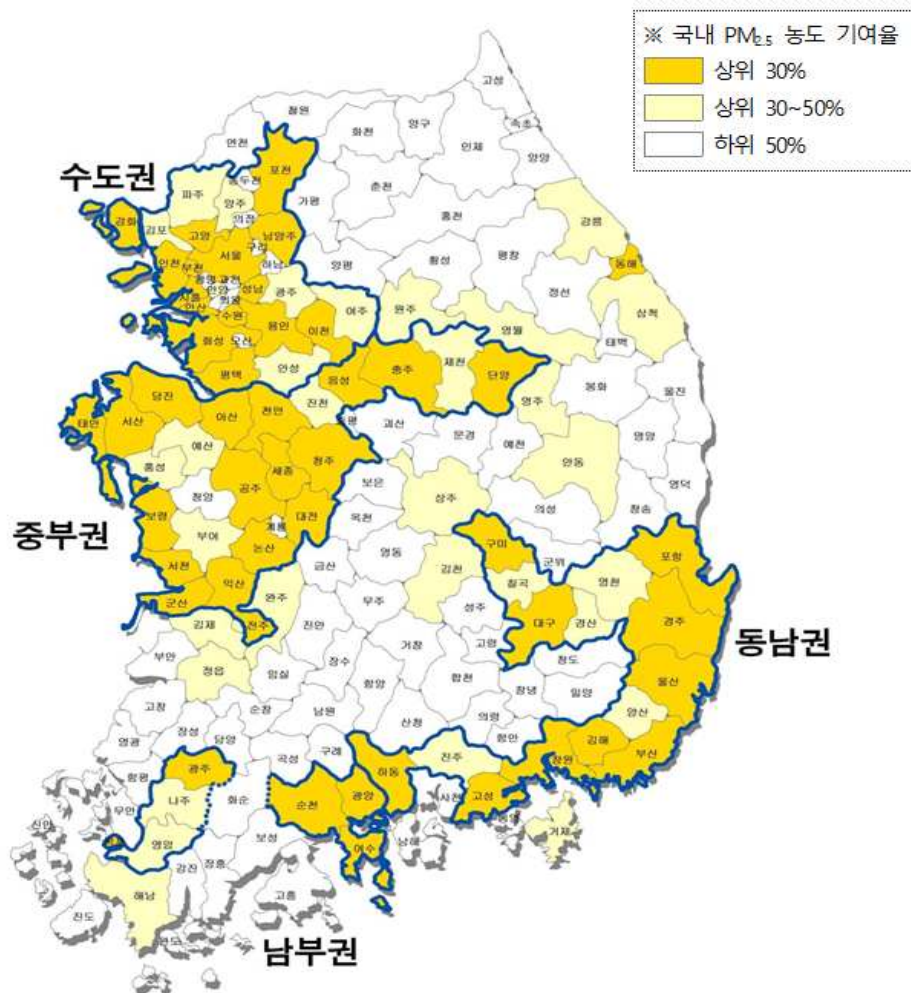 ※ 국내 PM₂.₅ 농도 기여율
상위 30%
상위 30~50%
하위 50%
고성
철원
화천
양구
속초
인제
양양
연천
포천
춘천
수도권
파주
동두천
양주
가평
홍천
강릉
강화
김포
의정
고양
서울
구리
남양주
인천
부천
하남
양평
횡성
평창
동해
광명
과천
안양
성남
광주
정선
시흥
안산
수원
여주
원주
삼척
화성
오산
용인
이천
영월
태백
평택
안성
음성
충주
제천
단양
봉화
울진
당진
진천
영주
태안
서산
아산
천안
괴산
문경
예천
영양
예산
청주
안동
홍성
세종
보은
영덕
청양
공주
상주
의성
청송
중부권
보령
대전
옥천
부여
계룡
논산
영동
구미
군위
포항
서천
금산
김천
칠곡
영천
익산
완주
무주
군산
성주
대구
경산
경주
동남권
김제
전주
진안
부안
거창
고령
청도
정읍
임실
장수
합천
울산
고창
순창
남원
함양
창녕
밀양
양산
장성
담양
산청
의령
영광
함안
김해
부산
함평
곡성
구례
진주
창원
광주
하동
나주
화순
순천
광양
사천
고성
무안
신안
통영
거제
영암
보성
여수
남해
강진
장흥
해남
고흥
진도
완도
남부권